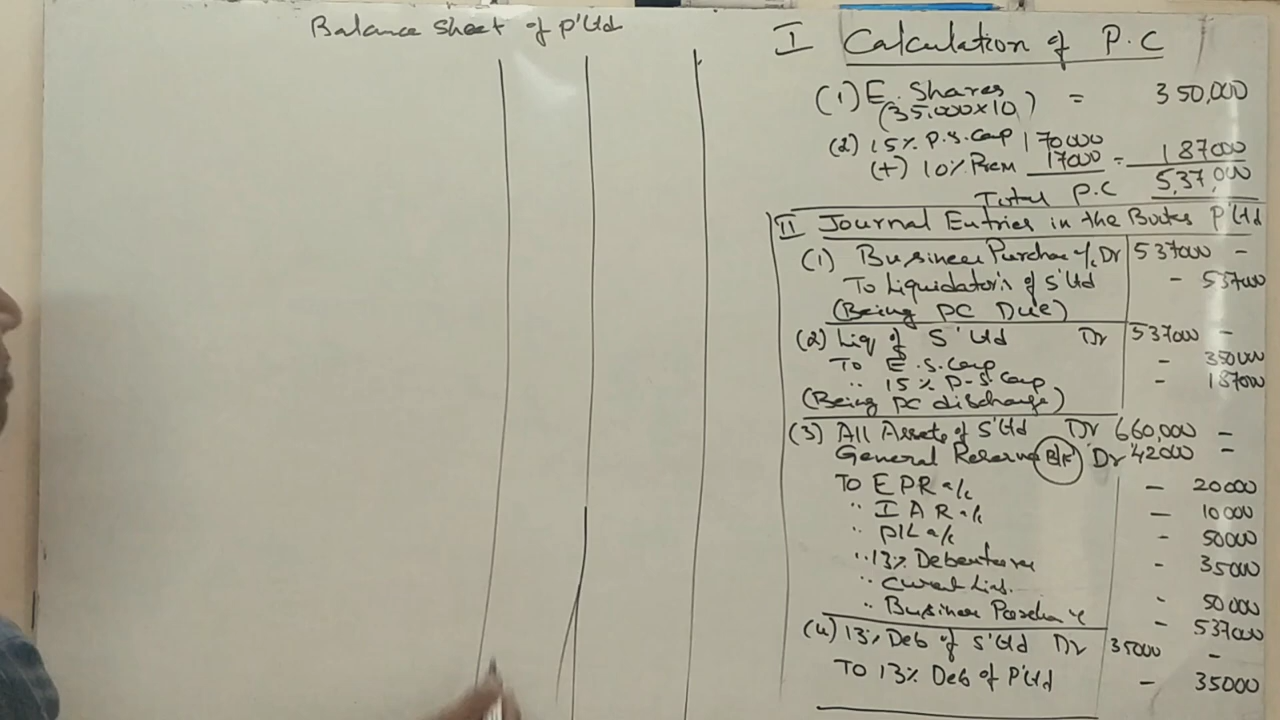 Balance Sheet of P'Ltd
I Calculation of P.C
(1) E. Shares = 350,000
(35,000x10)
(2) 15% P.S.Cap 170000
(+) 10% Prem 17000 = 187000
Total P.C 5,37,000
II Journal Entries in the Books P'Ltd
(1) Business Purchase a/c Dr 537000 -
To Liquidator's of S'Ltd - 537000
(Being PC Due)
(2) Liq of S'Ltd Dr 537000 -
To E.S.Cap - 350000
" 15% P.S.Cap - 187000
(Being PC discharge)
(3) All Assets of S'Ltd Dr 660,000 -
General Reserve B/F Dr 42000 -
To EPR a/c - 20000
" IAR a/c - 10000
" P/L a/c - 50000
" 13% Debentures - 35000
" Current Liab. - 50000
" Business Purchase - 537000
(4) 13% Deb of S'Ltd Dr 35000 -
To 13% Deb of P'Ltd - 35000